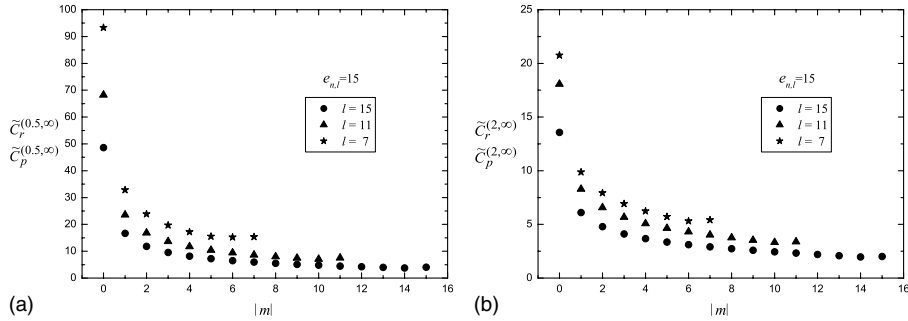 100
90
80
70
60
50
40
30
20
10
0
C̃r^(0.5,∞)
C̃p^(0.5,∞)
e n,l =15
l = 15
l = 11
l = 7
0 2 4 6 8 10 12 14 16
|m|
(a)
25
20
15
10
5
0
C̃r^(2,∞)
C̃p^(2,∞)
e n,l =15
l = 15
l = 11
l = 7
0 2 4 6 8 10 12 14 16
|m|
(b)